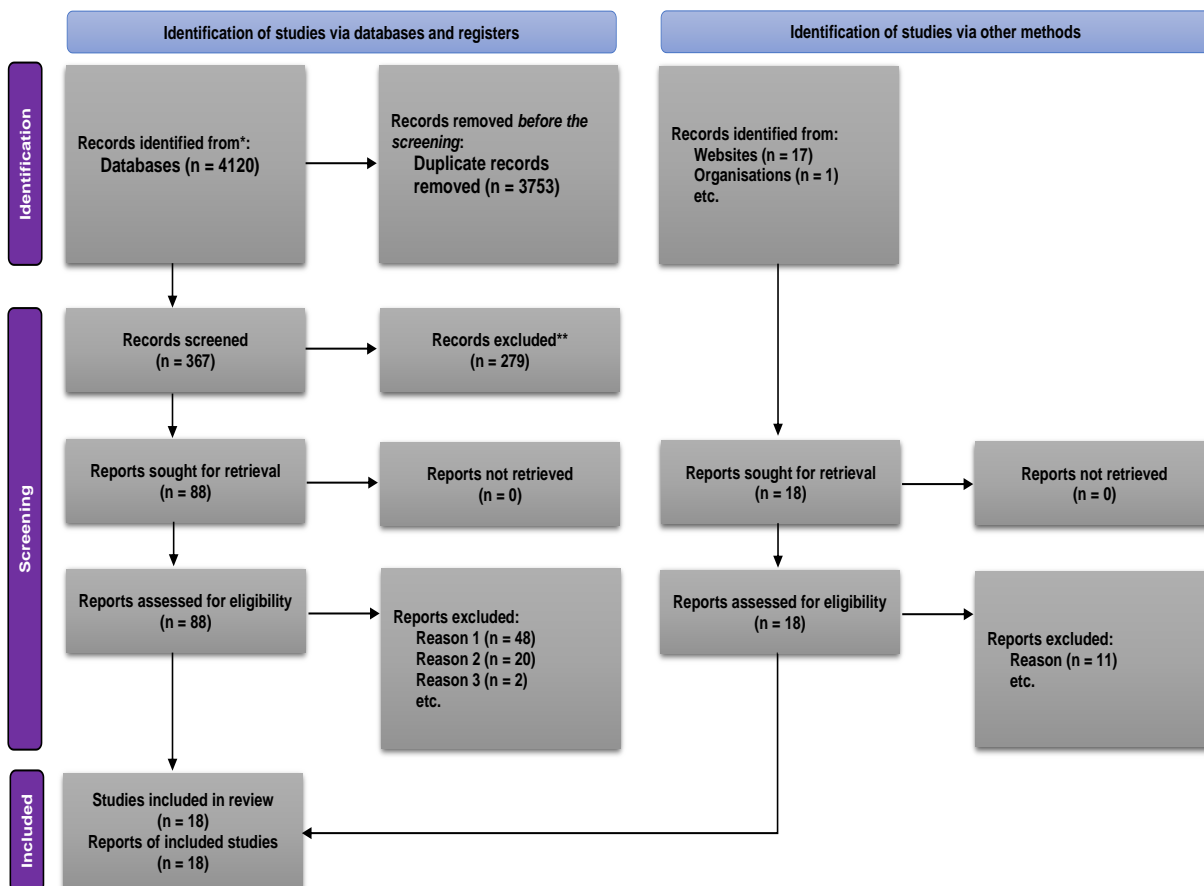 Identification of studies via databases and registers
Identification of studies via other methods
Identification
Records identified from*:
Databases (n = 4120)
Records removed before the
screening:
Duplicate records
removed (n = 3753)
Records identified from:
Websites (n = 17)
Organisations (n = 1)
etc.
Screening
Records screened
(n = 367)
Records excluded**
(n = 279)
Reports sought for retrieval
(n = 88)
Reports not retrieved
(n = 0)
Reports sought for retrieval
(n = 18)
Reports not retrieved
(n = 0)
Reports assessed for eligibility
(n = 88)
Reports excluded:
Reason 1 (n = 48)
Reason 2 (n = 20)
Reason 3 (n = 2)
etc.
Reports assessed for eligibility
(n = 18)
Reports excluded:
Reason (n = 11)
etc.
Included
Studies included in review
(n = 18)
Reports of included studies
(n = 18)